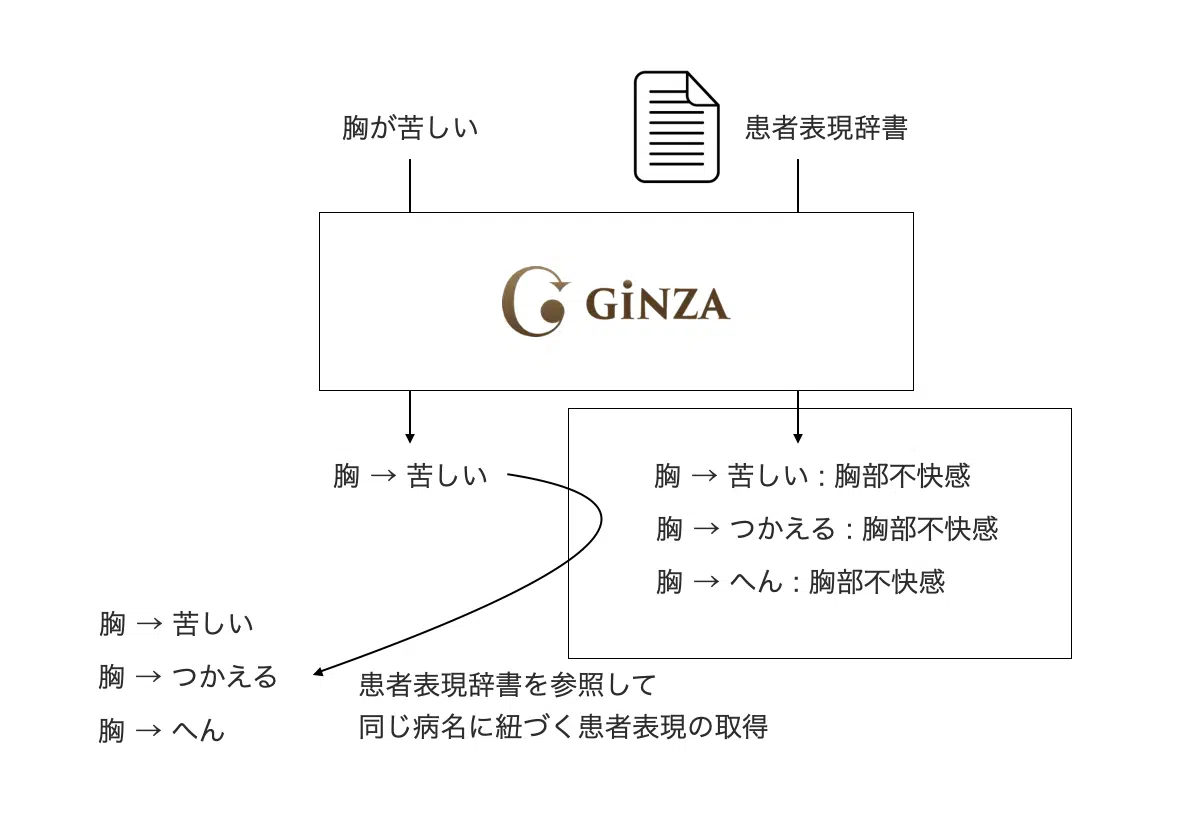 胸が苦しい
患者表現辞書
GiNZA
胸 → 苦しい
胸 → 苦しい : 胸部不快感
胸 → つかえる : 胸部不快感
胸 → へん : 胸部不快感
胸 → 苦しい
胸 → つかえる
胸 → へん
患者表現辞書を参照して
同じ病名に紐づく患者表現の取得